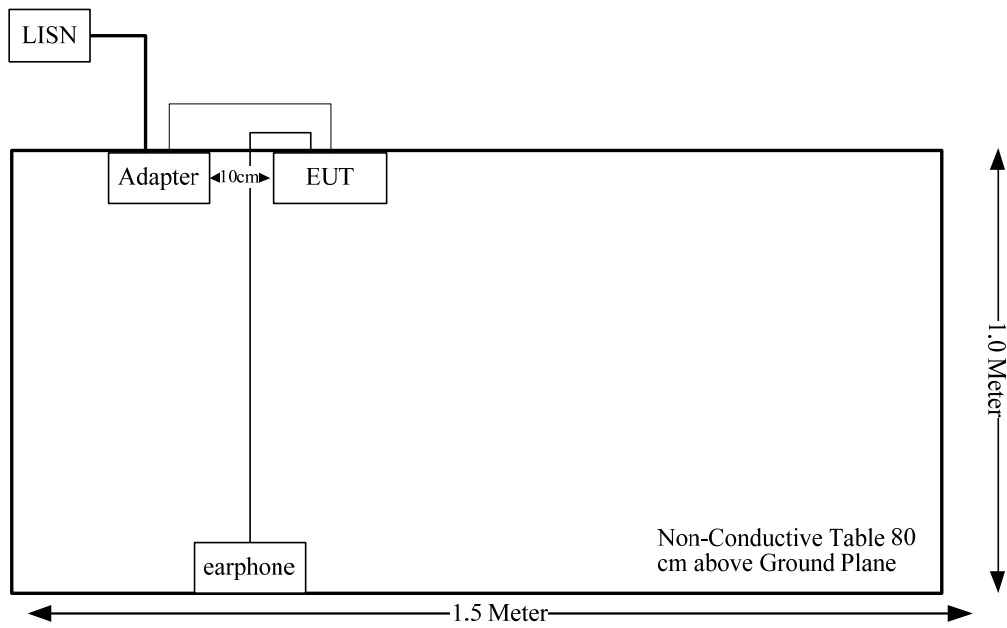 LISN
Adapter
10cm
EUT
1.0 Meter
earphone
Non-Conductive Table 80
cm above Ground Plane
1.5 Meter